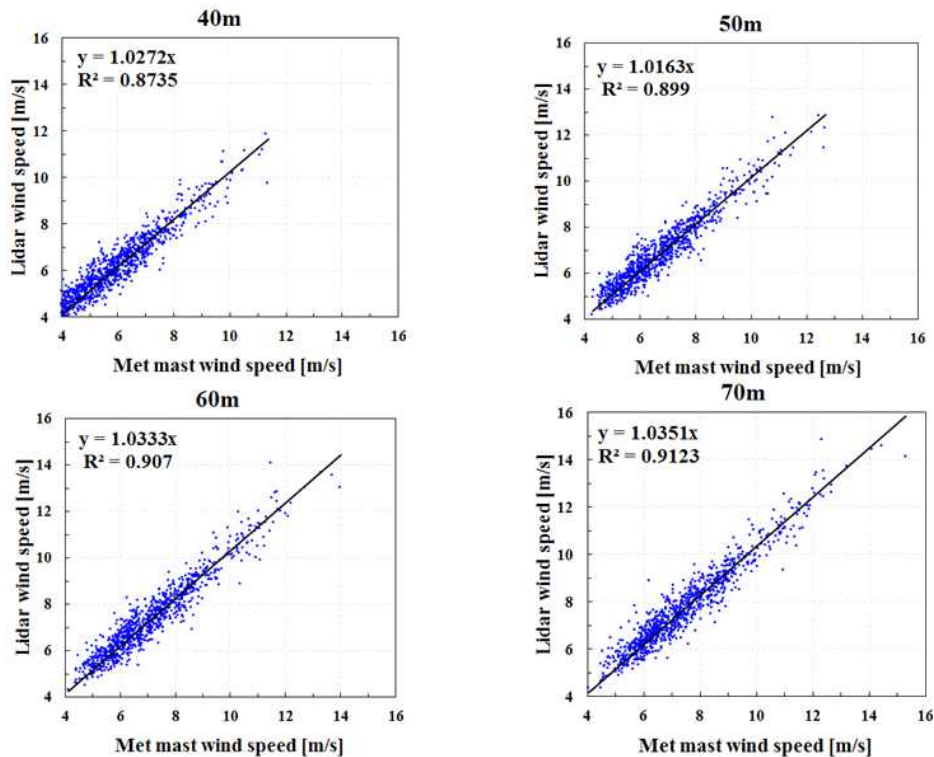 40m
y = 1.0272x
R² = 0.8735
Lidar wind speed [m/s]
16
14
12
10
8
6
4
4 6 8 10 12 14 16
Met mast wind speed [m/s]
50m
y = 1.0163x
R² = 0.899
Lidar wind speed [m/s]
16
14
12
10
8
6
4
4 6 8 10 12 14 16
Met mast wind speed [m/s]
60m
y = 1.0333x
R² = 0.907
Lidar wind speed [m/s]
16
14
12
10
8
6
4
4 6 8 10 12 14 16
Met mast wind speed [m/s]
70m
y = 1.0351x
R² = 0.9123
Lidar wind speed [m/s]
16
14
12
10
8
6
4
4 6 8 10 12 14 16
Met mast wind speed [m/s]